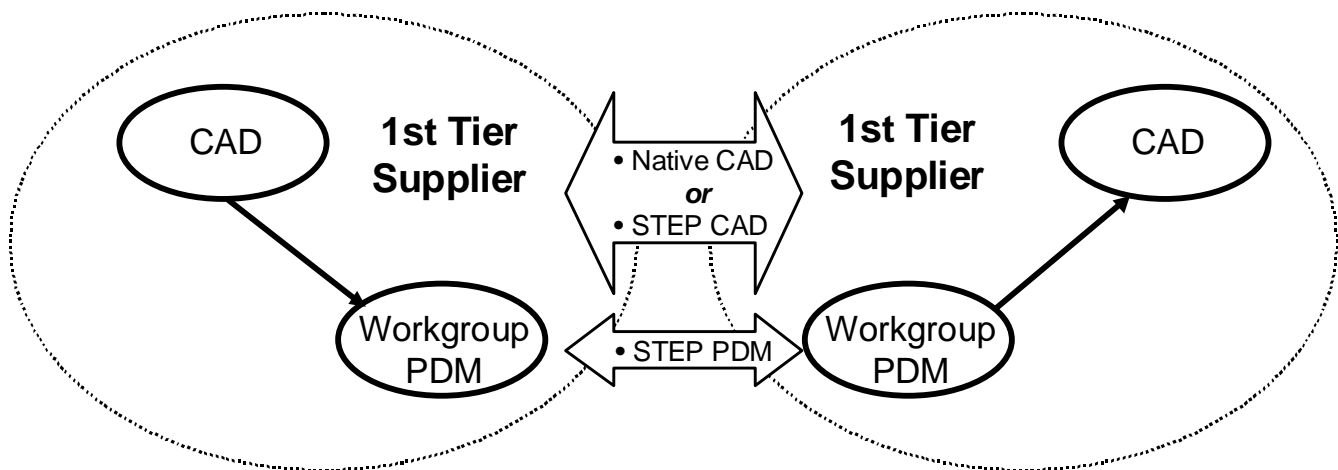 CAD
1st Tier
Supplier
• Native CAD
or
• STEP CAD
1st Tier
Supplier
CAD
Workgroup
PDM
• STEP PDM
Workgroup
PDM